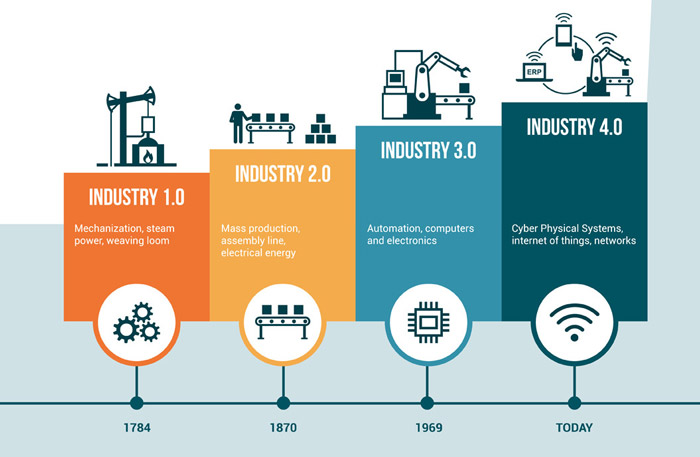 ERP
INDUSTRY 1.0
Mechanization, steam
power, weaving loom
INDUSTRY 2.0
Mass production,
assembly line,
electrical energy
INDUSTRY 3.0
Automation, computers
and electronics
INDUSTRY 4.0
Cyber Physical Systems,
internet of things, networks
1784
1870
1969
TODAY